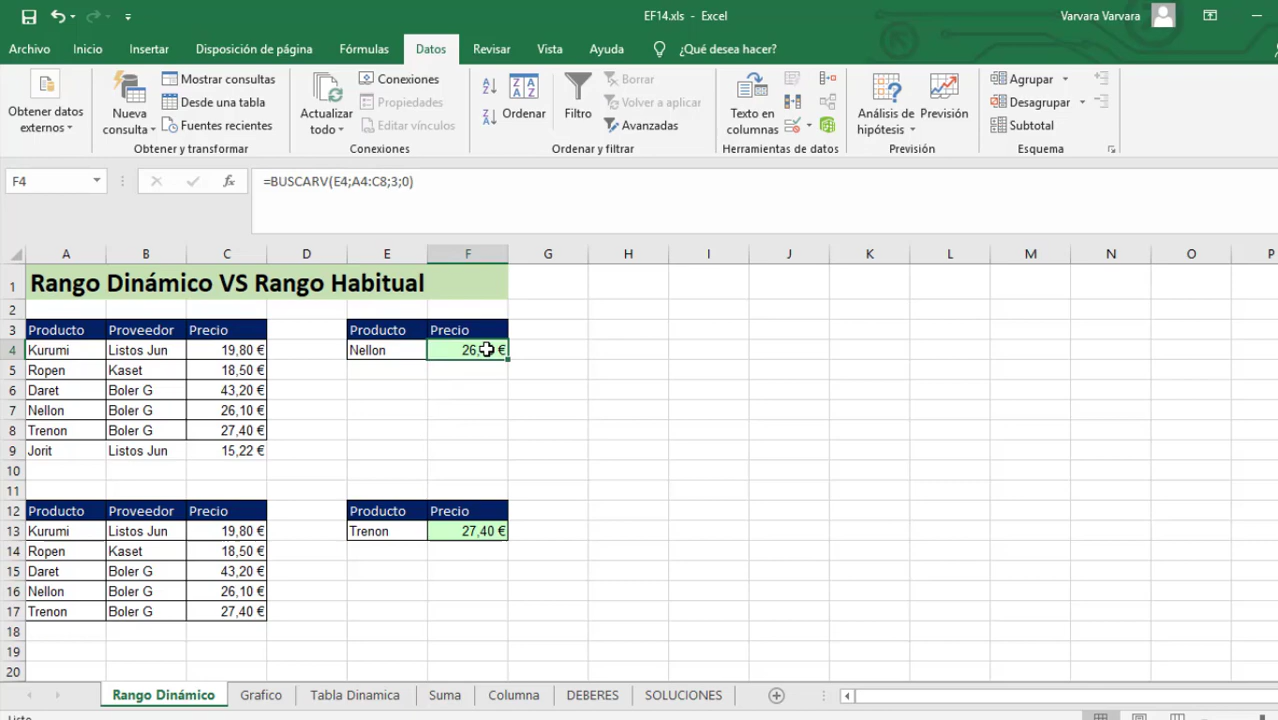 EF14.xls - Excel
Varvara Varvara
Archivo Inicio Insertar Disposición de página Fórmulas Datos Revisar Vista Ayuda ¿Qué desea hacer?
Obtener datos externos
Nueva consulta
Mostrar consultas
Desde una tabla
Fuentes recientes
Obtener y transformar
Actualizar todo
Conexiones
Propiedades
Editar vínculos
Conexiones
Ordenar
Filtro
Borrar
Volver a aplicar
Avanzadas
Ordenar y filtrar
Texto en columnas
Herramientas de datos
Análisis de hipótesis
Previsión
Previsión
Agrupar
Desagrupar
Subtotal
Esquema
F4 fx =BUSCARV(E4;A4:C8;3;0)
A B C D E F G H I J K L M N O P
1 Rango Dinámico VS Rango Habitual
2
3 Producto Proveedor Precio Producto Precio
4 Kurumi Listos Jun 19,80 € Nellon €
5 Ropen Kaset 18,50 €
6 Daret Boler G 43,20 €
7 Nellon Boler G 26,10 €
8 Trenon Boler G 27,40 €
9 Jorit Listos Jun 15,22 €
10
11
12 Producto Proveedor Precio Producto Precio
13 Kurumi Listos Jun 19,80 € Trenon 27,40 €
14 Ropen Kaset 18,50 €
15 Daret Boler G 43,20 €
16 Nellon Boler G 26,10 €
17 Trenon Boler G 27,40 €
18
19
20
Rango Dinámico Grafico Tabla Dinamica Suma Columna DEBERES SOLUCIONES